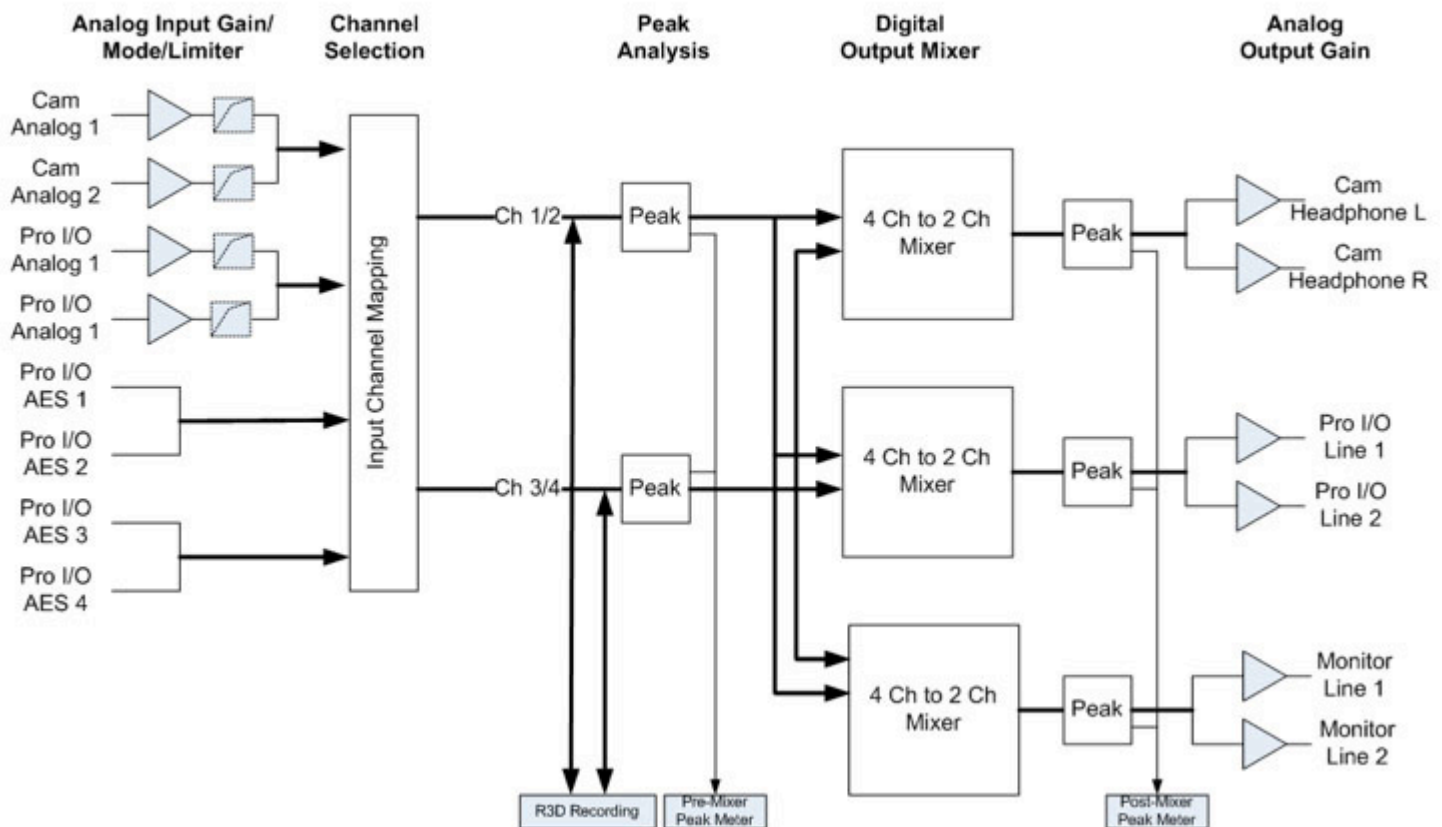 Analog Input Gain/
Mode/Limiter
Channel
Selection
Peak
Analysis
Digital
Output Mixer
Analog
Output Gain
Cam
Analog 1
Cam
Analog 2
Pro I/O
Analog 1
Pro I/O
Analog 1
Pro I/O
AES 1
Pro I/O
AES 2
Pro I/O
AES 3
Pro I/O
AES 4
Input Channel Mapping
Ch 1/2
Ch 3/4
Peak
Peak
4 Ch to 2 Ch
Mixer
4 Ch to 2 Ch
Mixer
4 Ch to 2 Ch
Mixer
Peak
Peak
Peak
Cam
Headphone L
Cam
Headphone R
Pro I/O
Line 1
Pro I/O
Line 2
Monitor
Line 1
Monitor
Line 2
R3D Recording
Pre-Mixer
Peak Meter
Post-Mixer
Peak Meter